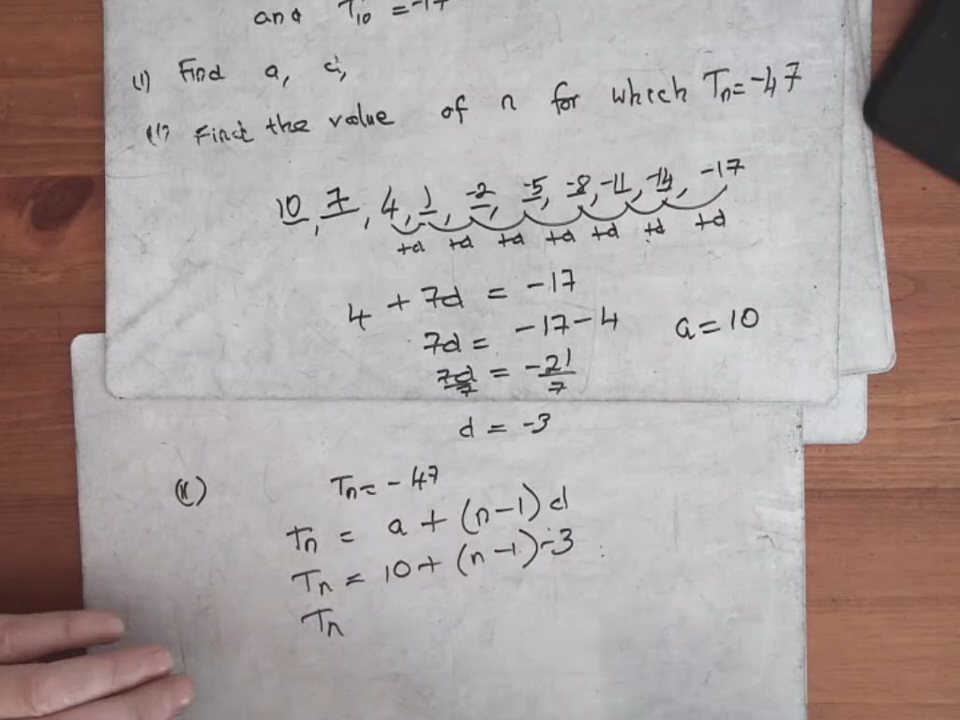 and T10 = -17
(i) Find a, d,
(ii) Find the value of n for which Tn = -47
10, 7, 4, 1, -2, -5, -8, -11, -14, -17
+d +d +d +d +d +d +d
4 + 7d = -17
7d = -17 - 4 a = 10
7d/7 = -21/7
d = -3
(ii) Tn = -47
Tn = a + (n-1) d
Tn = 10 + (n-1) -3
Tn